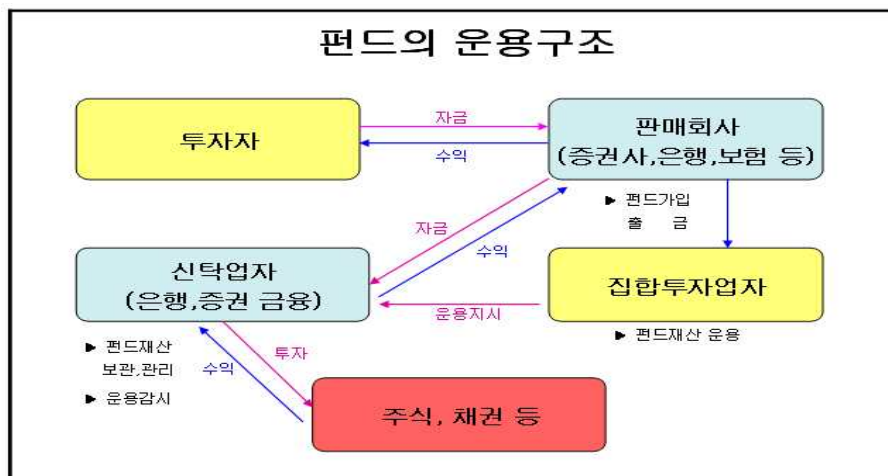 펀드의 운용구조
투자자
자금
수익
판매회사
(증권사,은행,보험 등)
▶ 펀드가입
출 금
자금
수익
신탁업자
(은행,증권 금융)
운용지시
집합투자업자
▶ 펀드재산 운용
▶ 펀드재산
보관,관리
▶ 운용감시
수익
투자
주식, 채권 등